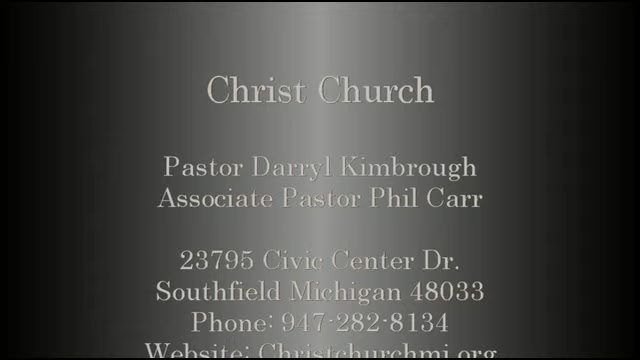 Christ Church
Pastor Darryl Kimbrough
Associate Pastor Phil Carr
23795 Civic Center Dr.
Southfield Michigan 48033
Phone: 947-282-8134
Website: Christchurchmi.org